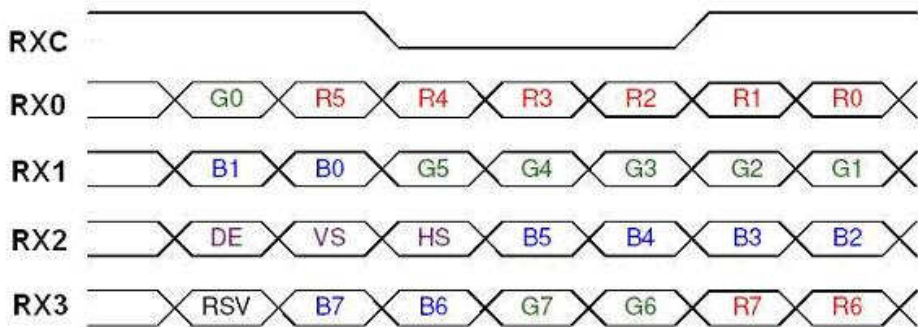 RXC
RX0 G0 R5 R4 R3 R2 R1 R0
RX1 B1 B0 G5 G4 G3 G2 G1
RX2 DE VS HS B5 B4 B3 B2
RX3 RSV B7 B6 G7 G6 R7 R6